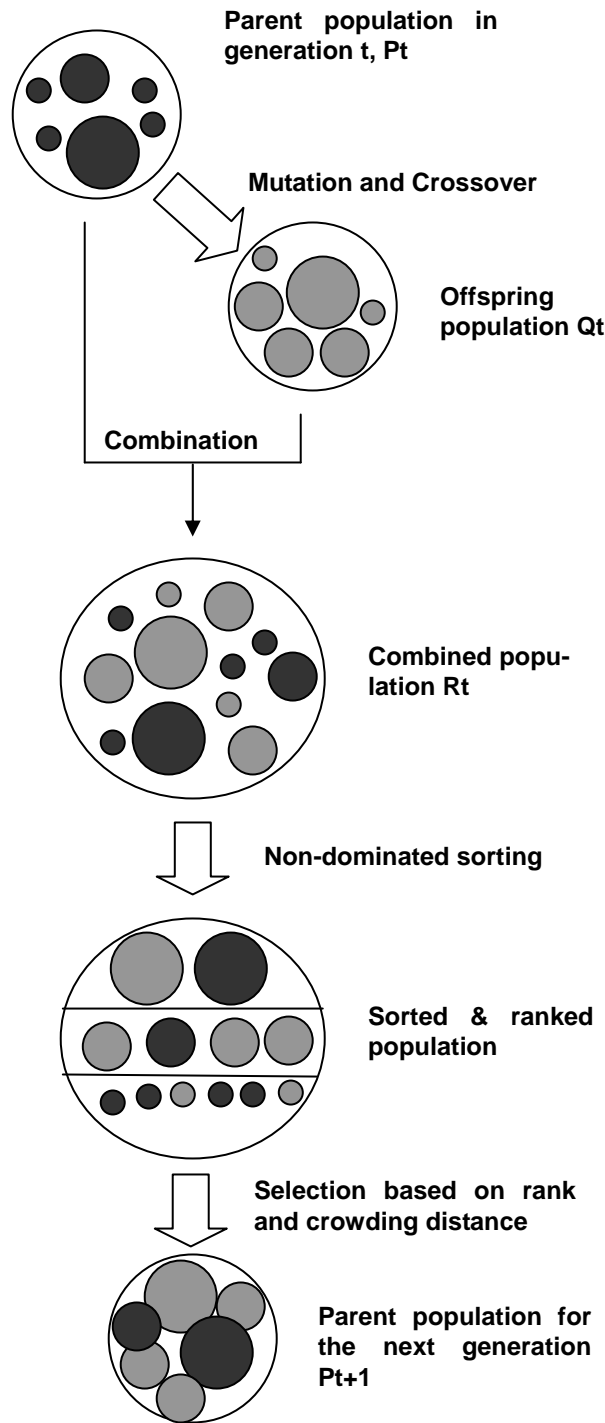 Parent population in
generation t, Pt
Mutation and Crossover
Offspring
population Qt
Combination
Combined popu-
lation Rt
Non-dominated sorting
Sorted & ranked
population
Selection based on rank
and crowding distance
Parent population for
the next generation
Pt+1